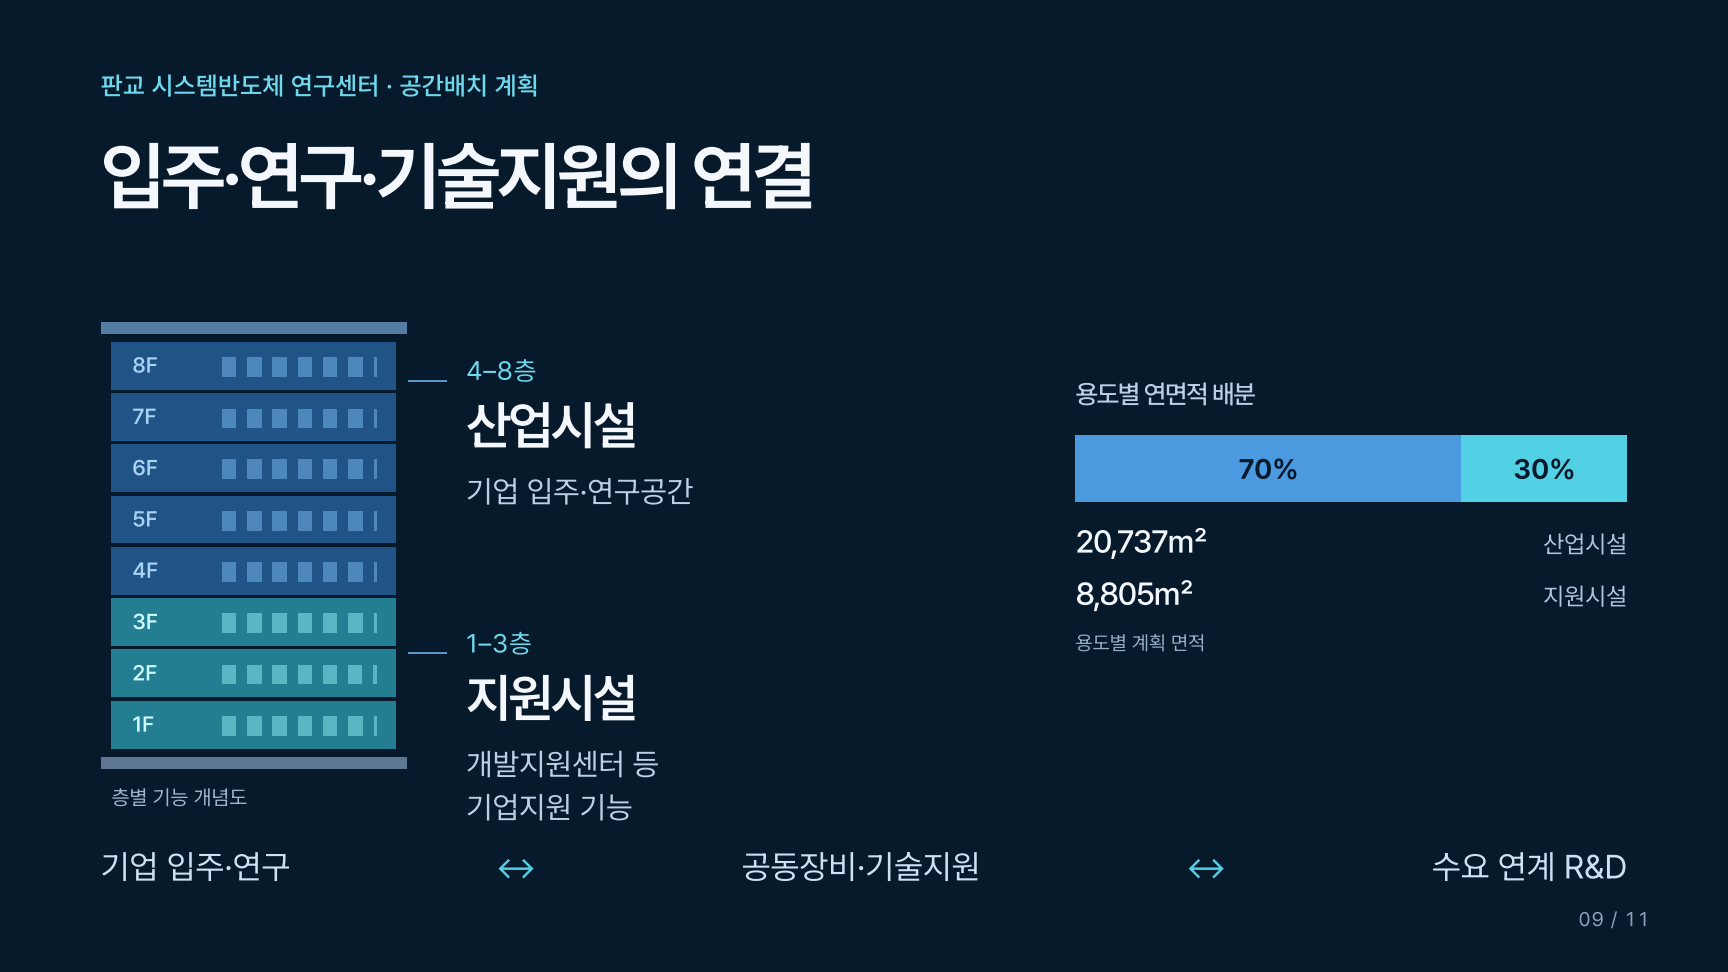 판교 시스템반도체 연구센터 · 공간배치 계획
입주·연구·기술지원의 연결
8F
7F
6F
5F
4F
3F
2F
1F
층별 기능 개념도
4–8층
산업시설
기업 입주·연구공간
1–3층
지원시설
개발지원센터 등
기업지원 기능
용도별 연면적 배분
70% 30%
20,737m² 산업시설
8,805m² 지원시설
용도별 계획 면적
기업 입주·연구 ↔ 공동장비·기술지원 ↔ 수요 연계 R&D
09 / 11